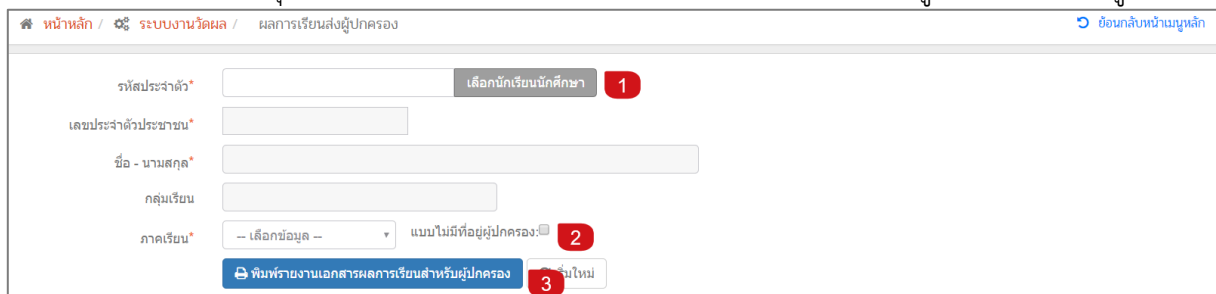 หน้าหลัก / ระบบงานวัดผล / ผลการเรียนส่งผู้ปกครอง ย้อนกลับหน้าเมนูหลัก
รหัสประจำตัว* เลือกนักเรียนนักศึกษา 1
เลขประจำตัวประชาชน*
ชื่อ - นามสกุล*
กลุ่มเรียน
ภาคเรียน* -- เลือกข้อมูล -- แบบไม่มีที่อยู่ผู้ปกครอง: 2
พิมพ์รายงานเอกสารผลการเรียนสำหรับผู้ปกครอง 3